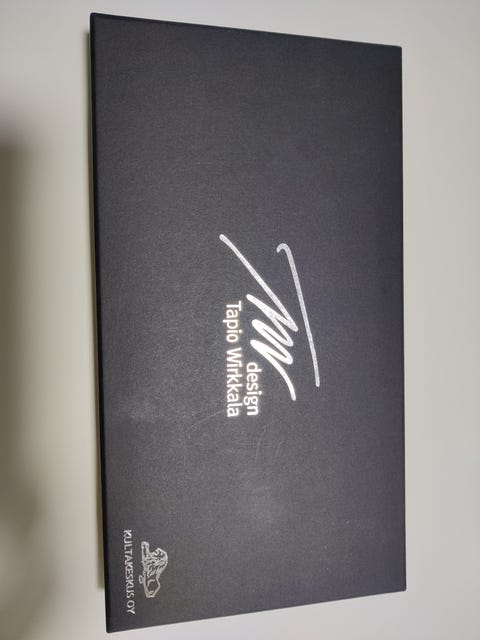 TW
design
Tapio Wirkkala
KULTAKESKUS OY